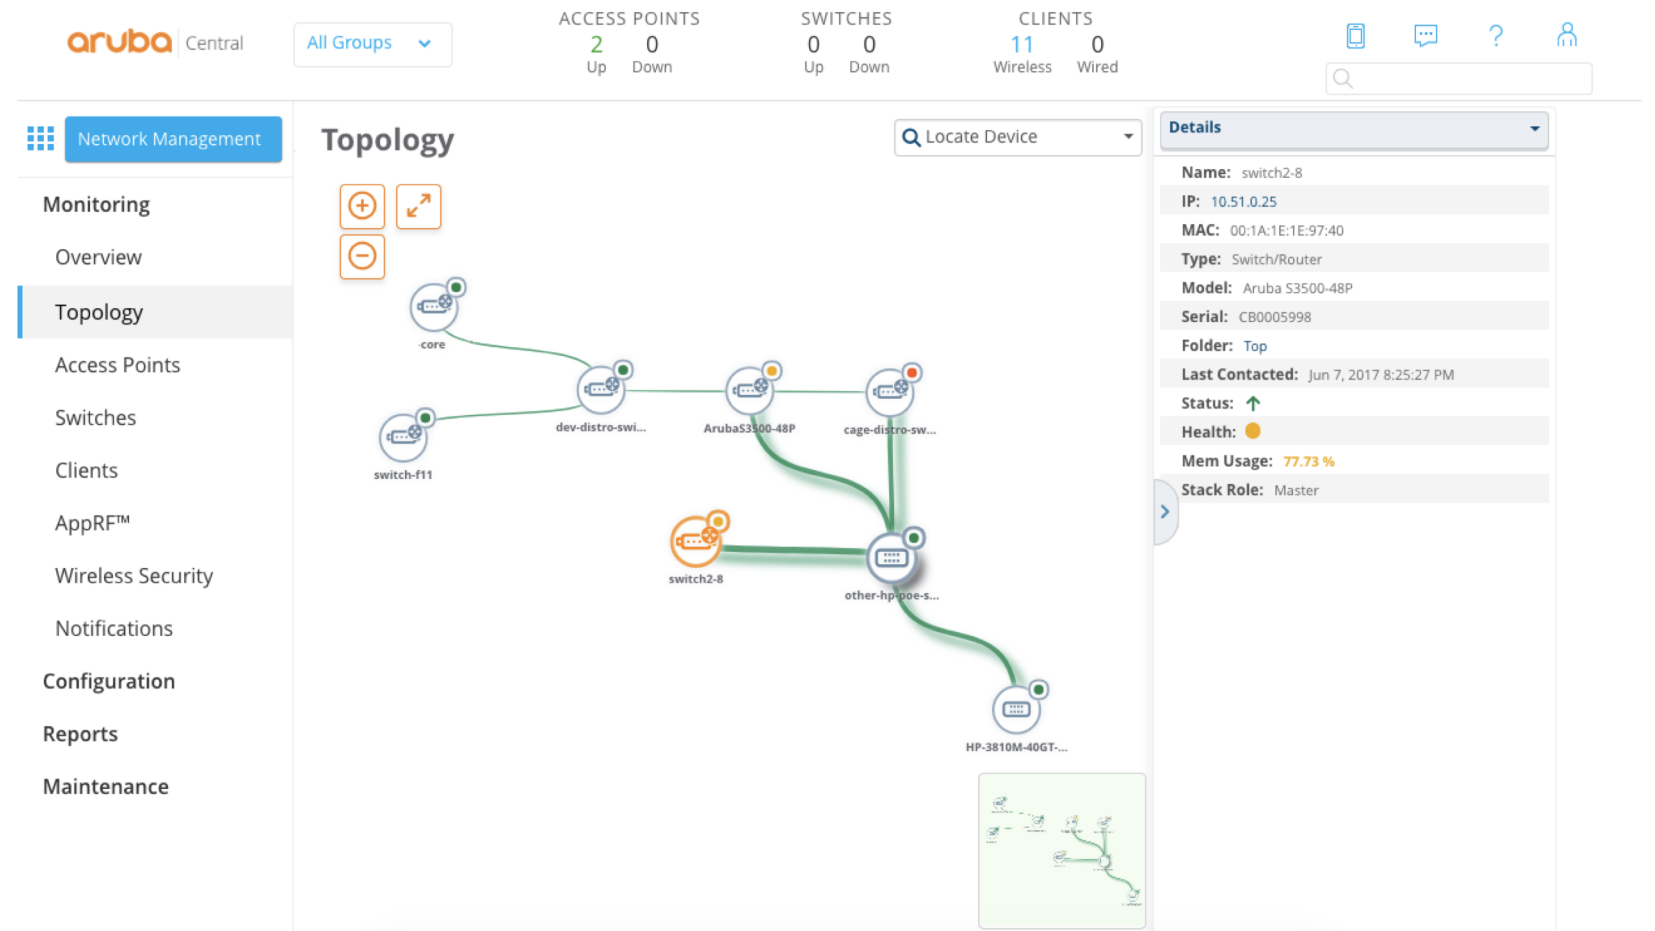 aruba Central
All Groups
ACCESS POINTS
2 0
Up Down
SWITCHES
0 0
Up Down
CLIENTS
11 0
Wireless Wired
Network Management
Monitoring
Overview
Topology
Access Points
Switches
Clients
AppRF™
Wireless Security
Notifications
Configuration
Reports
Maintenance
Topology
Locate Device
-core
dev-distro-swi...
ArubaS3500-48P
cage-distro-sw...
switch-f11
switch2-8
other-hp-poe-s...
HP-3810M-40GT-...
Details
Name: switch2-8
IP: 10.51.0.25
MAC: 00:1A:1E:1E:97:40
Type: Switch/Router
Model: Aruba S3500-48P
Serial: CB0005998
Folder: Top
Last Contacted: Jun 7, 2017 8:25:27 PM
Status:
Health:
Mem Usage: 77.73 %
Stack Role: Master